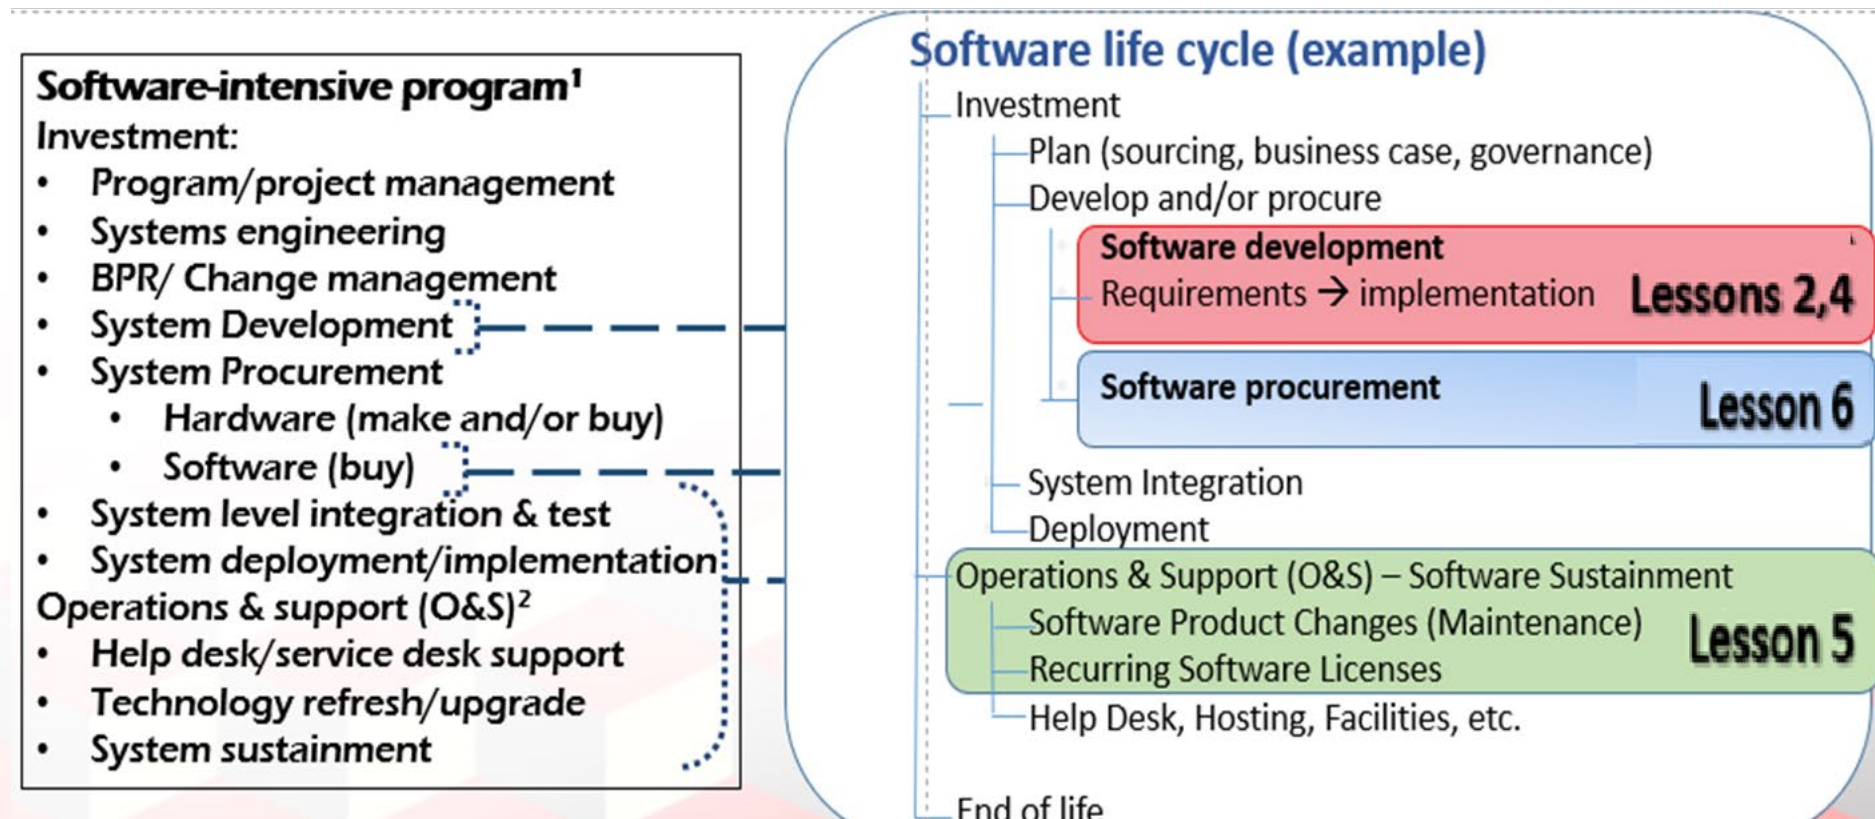 Software-intensive program¹
Investment:
• Program/project management
• Systems engineering
• BPR/ Change management
• System Development
• System Procurement
• Hardware (make and/or buy)
• Software (buy)
• System level integration & test
• System deployment/implementation
Operations & support (O&S)²
• Help desk/service desk support
• Technology refresh/upgrade
• System sustainment
Software life cycle (example)
Investment
Plan (sourcing, business case, governance)
Develop and/or procure
Software development
Requirements → implementation
Lessons 2,4
Software procurement
Lesson 6
System Integration
Deployment
Operations & Support (O&S) – Software Sustainment
Software Product Changes (Maintenance)
Recurring Software Licenses
Lesson 5
Help Desk, Hosting, Facilities, etc.
End of life